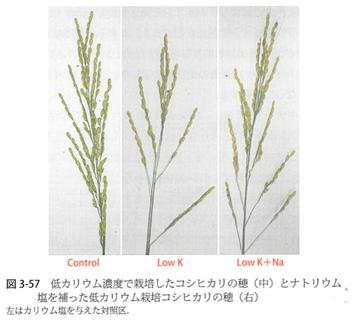 Control
Low K
Low K+Na
図 3-57 低カリウム濃度で栽培したコシヒカリの穂（中）とナトリウム
塩を補った低カリウム栽培コシヒカリの穂（右）
左はカリウム塩を与えた対照区.